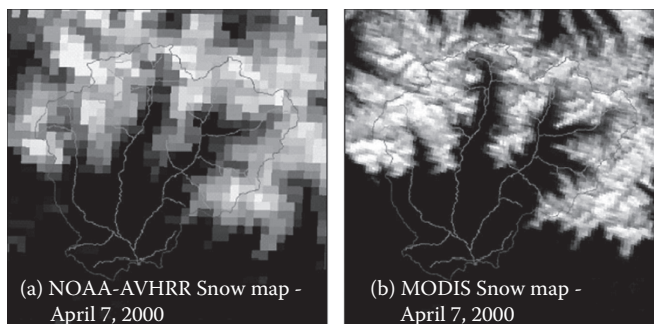 (a) NOAA-AVHRR Snow map -
April 7, 2000
(b) MODIS Snow map -
April 7, 2000